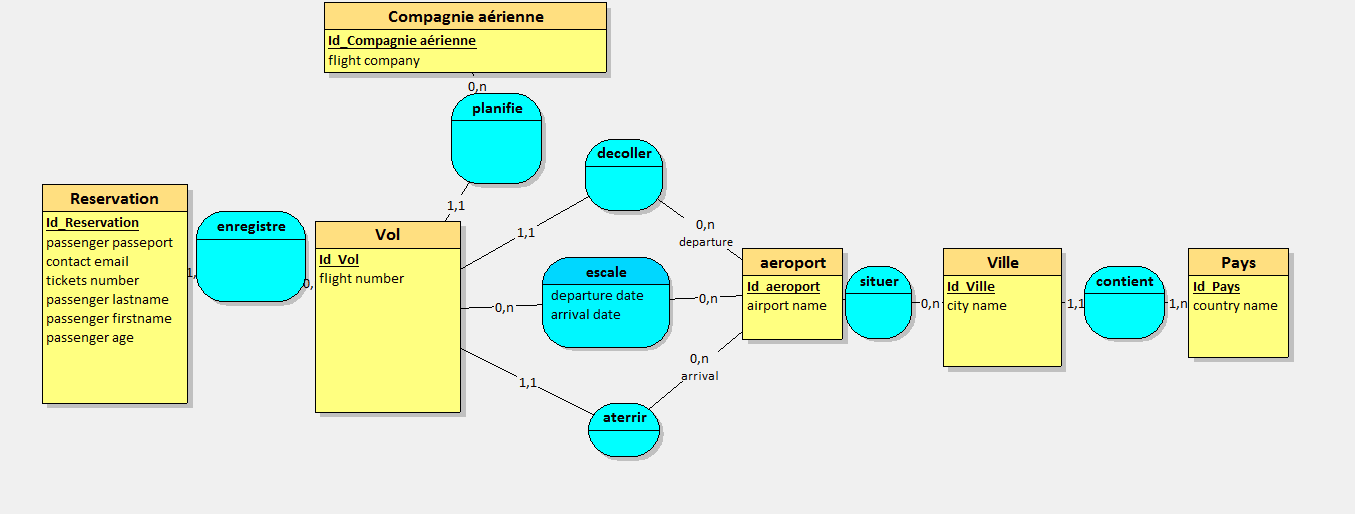 Compagnie aérienne
Id_Compagnie aérienne
flight company
0,n
planifie
1,1
decoller
1,1
0,n
departure
Reservation
Id_Reservation
passenger passeport
contact email
tickets number
passenger lastname
passenger firstname
passenger age
1,
enregistre
0,
Vol
Id_Vol
flight number
0,n
escale
departure date
arrival date
0,n
aeroport
Id_aeroport
airport name
situer
0,n
Ville
Id_Ville
city name
1,1
contient
1,n
Pays
Id_Pays
country name
1,1
0,n
arrival
aterrir